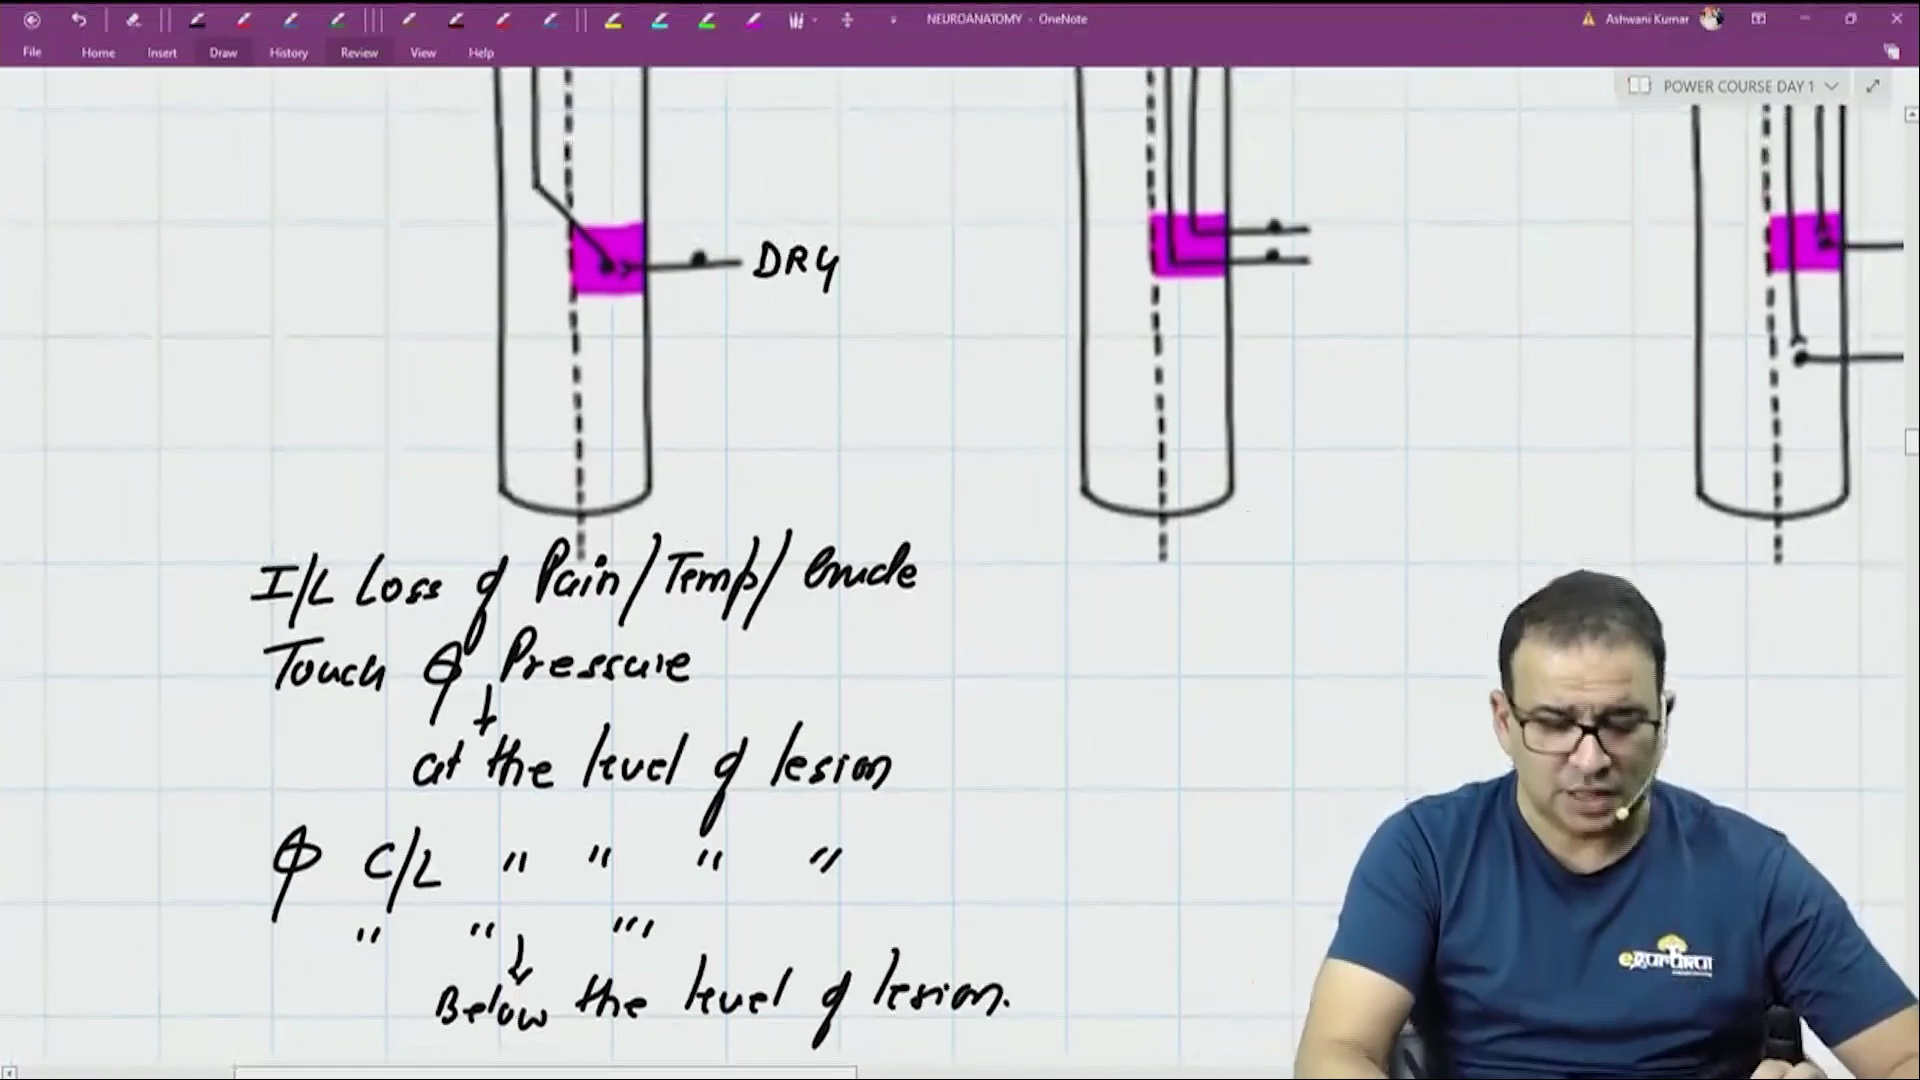 NEUROANATOMY - OneNote
Ashwani Kumar
File Home Insert Draw History Review View Help
POWER COURSE DAY 1
DRG
I/L Loss of Pain/Temp/Crude
Touch & Pressure
↓
at the level of lesion
& C/L " " " "
" " "
↓
Below the level of lesion.